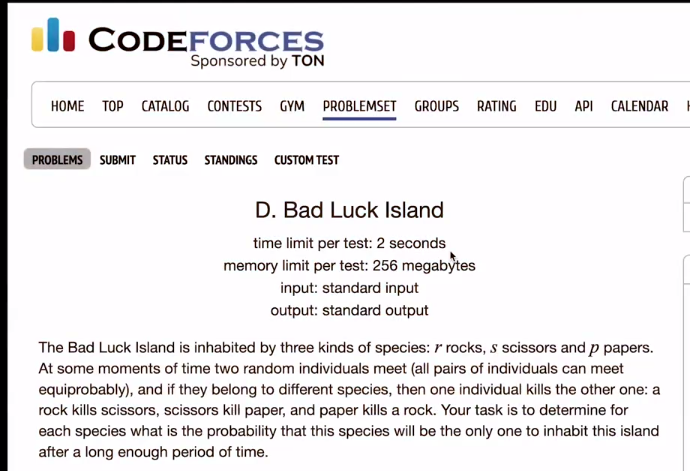 CODEFORCES
Sponsored by TON
HOME TOP CATALOG CONTESTS GYM PROBLEMSET GROUPS RATING EDU API CALENDAR
PROBLEMS SUBMIT STATUS STANDINGS CUSTOM TEST
D. Bad Luck Island
time limit per test: 2 seconds
memory limit per test: 256 megabytes
input: standard input
output: standard output
The Bad Luck Island is inhabited by three kinds of species: r rocks, s scissors and p papers.
At some moments of time two random individuals meet (all pairs of individuals can meet
equiprobably), and if they belong to different species, then one individual kills the other one: a
rock kills scissors, scissors kill paper, and paper kills a rock. Your task is to determine for
each species what is the probability that this species will be the only one to inhabit this island
after a long enough period of time.